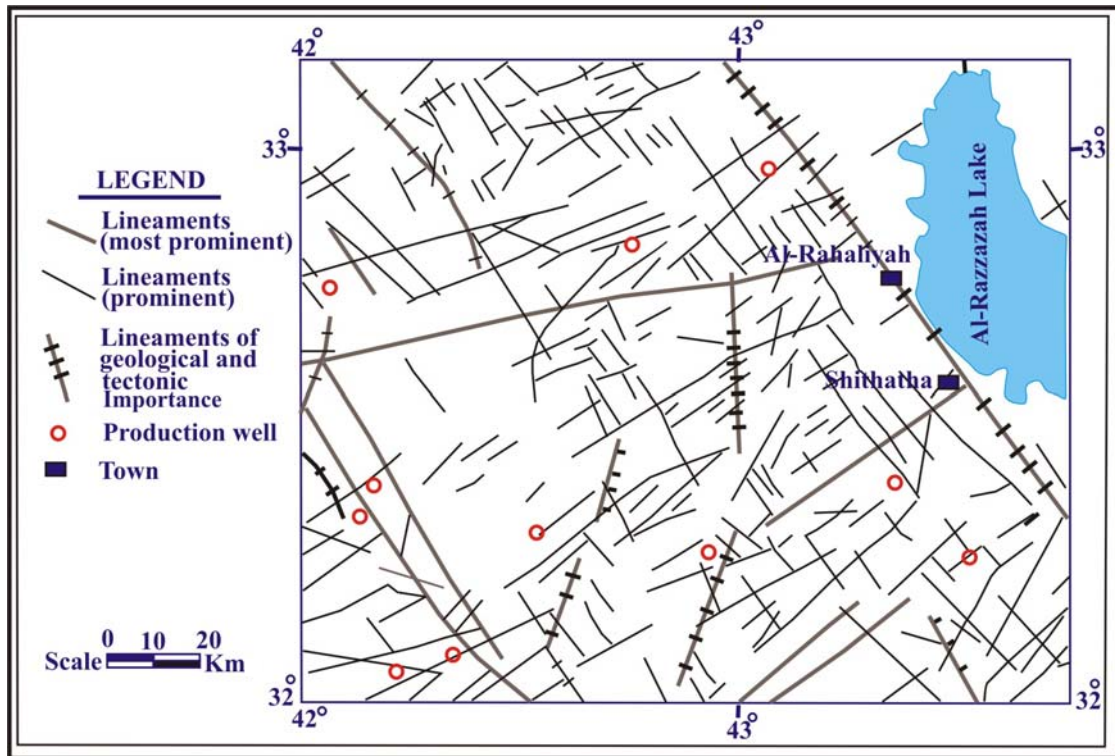 42°
43°
33°
33°
LEGEND
Lineaments
(most prominent)
Lineaments
(prominent)
Lineaments of
geological and
tectonic
Importance
Production well
Town
Al-Rahaliyah
Al-Razzazah Lake
Shithatha
0 10 20
Scale Km
32°
32°
42°
43°